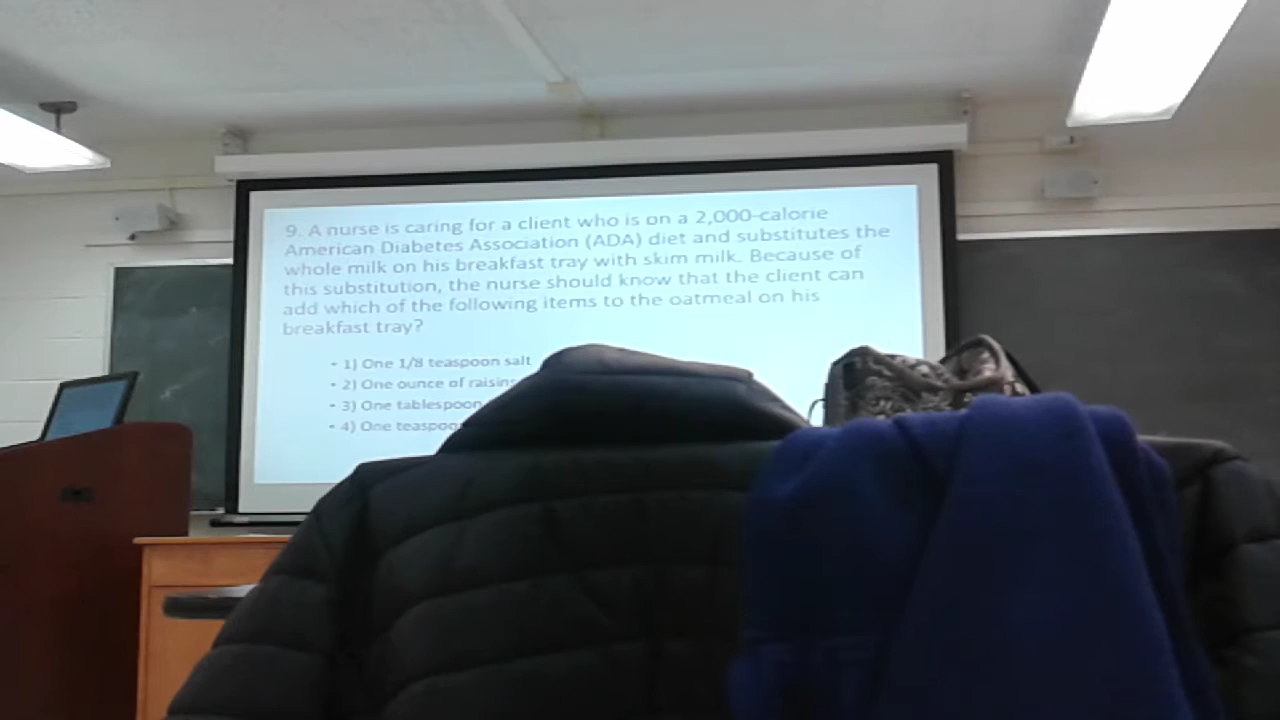 9. A nurse is caring for a client who is on a 2,000-calorie
American Diabetes Association (ADA) diet and substitutes the
whole milk on his breakfast tray with skim milk. Because of
this substitution, the nurse should know that the client can
add which of the following items to the oatmeal on his
breakfast tray?
• 1) One 1/8 teaspoon salt
• 2) One ounce of raisins
• 3) One tablespoon
• 4) One teaspoon